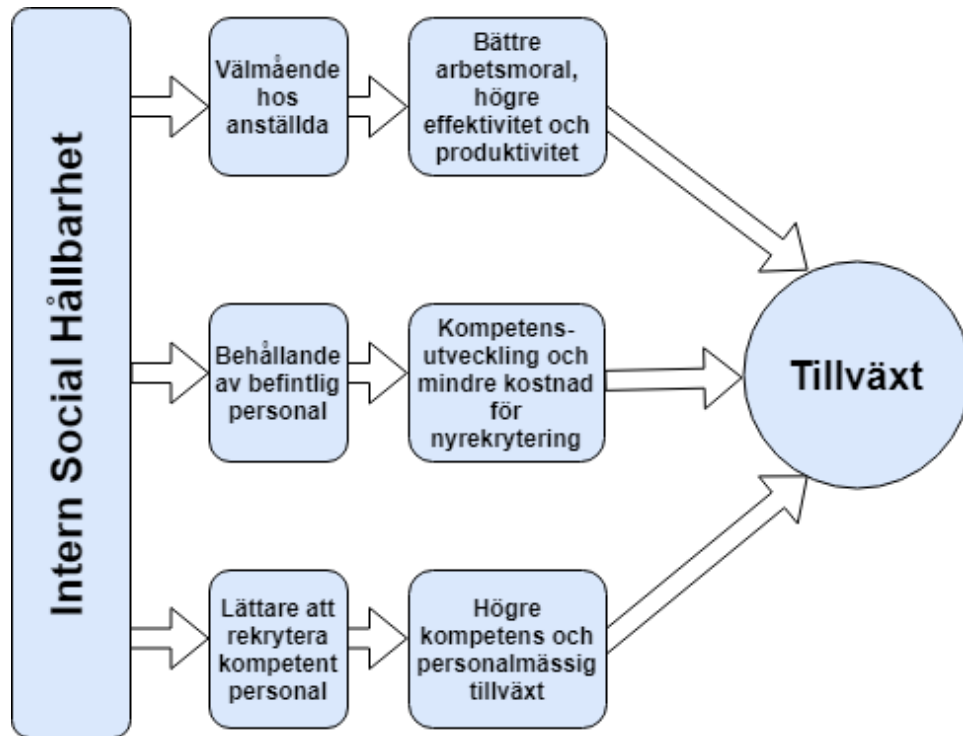 Intern Social Hållbarhet
Välmående
hos
anställda
Bättre
arbetsmoral,
högre
effektivitet och
produktivitet
Behållande
av befintlig
personal
Kompetens-
utveckling och
mindre kostnad
för
nyrekrytering
Tillväxt
Lättare att
rekrytera
kompetent
personal
Högre
kompetens och
personalmässig
tillväxt